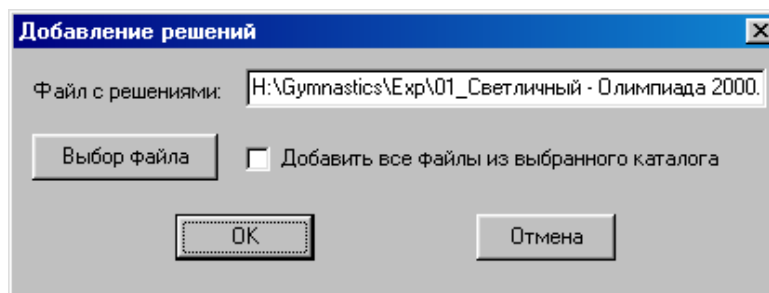 Добавление решений
Файл с решениями: H:\Gymnastics\Exp\01_Светличный - Олимпиада 2000.
Выбор файла Добавить все файлы из выбранного каталога
OK Отмена